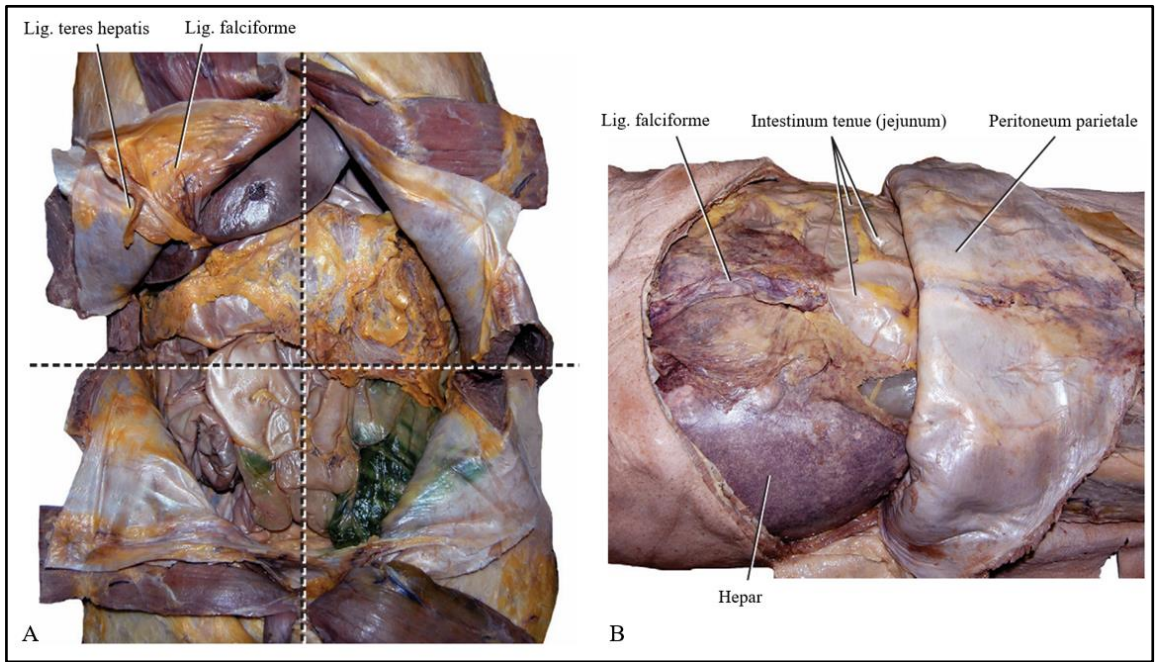 Lig. teres hepatis
Lig. falciforme
Lig. falciforme
Intestinum tenue (jejunum)
Peritoneum parietale
Hepar
A
B